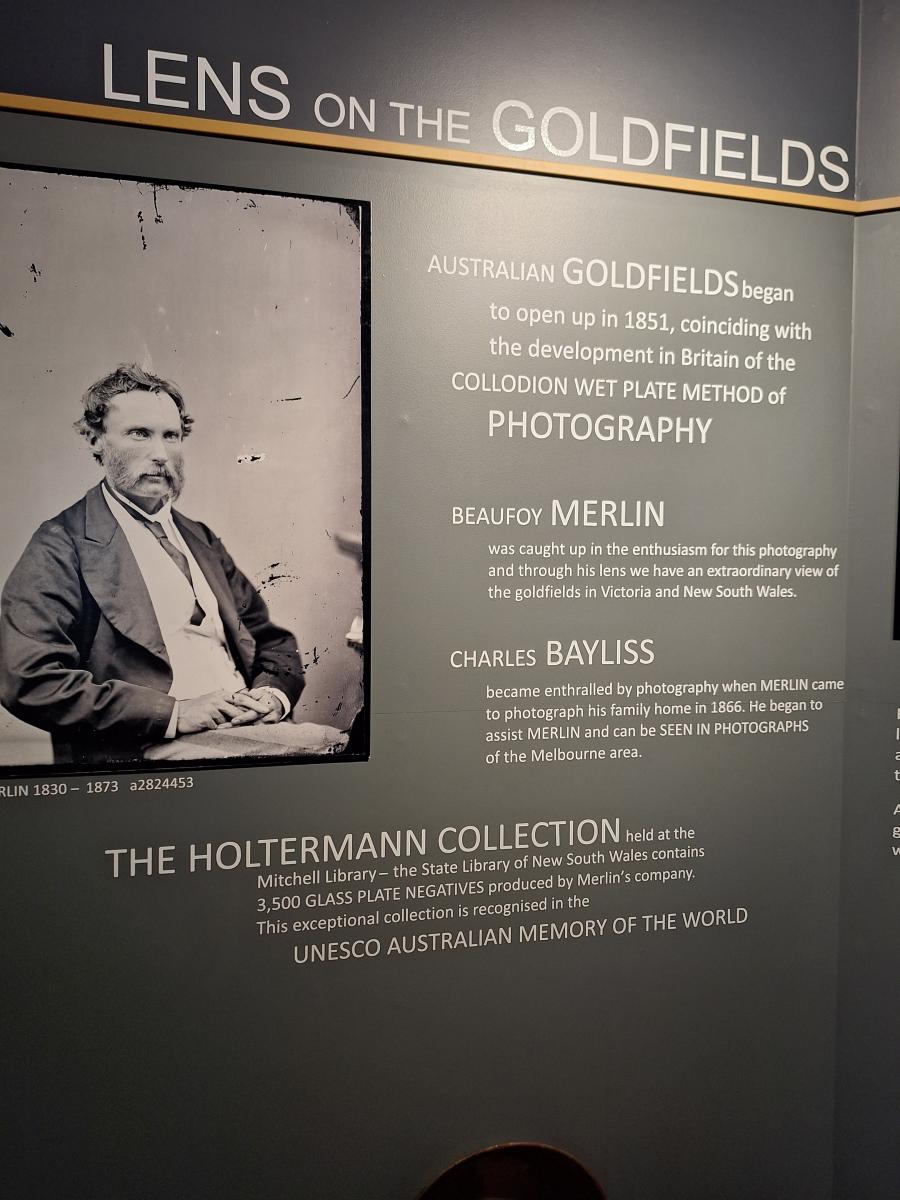 LENS ON THE GOLDFIELDS
AUSTRALIAN GOLDFIELDS began
to open up in 1851, coinciding with
the development in Britain of the
COLLODION WET PLATE METHOD of
PHOTOGRAPHY
BEAUFOY MERLIN
was caught up in the enthusiasm for this photography
and through his lens we have an extraordinary view of
the goldfields in Victoria and New South Wales.
CHARLES BAYLISS
became enthralled by photography when MERLIN came
to photograph his family home in 1866. He began to
assist MERLIN and can be SEEN IN PHOTOGRAPHS
of the Melbourne area.
RLIN 1830 – 1873 a2824453
THE HOLTERMANN COLLECTION held at the
Mitchell Library – the State Library of New South Wales contains
3,500 GLASS PLATE NEGATIVES produced by Merlin's company.
This exceptional collection is recognised in the
UNESCO AUSTRALIAN MEMORY OF THE WORLD